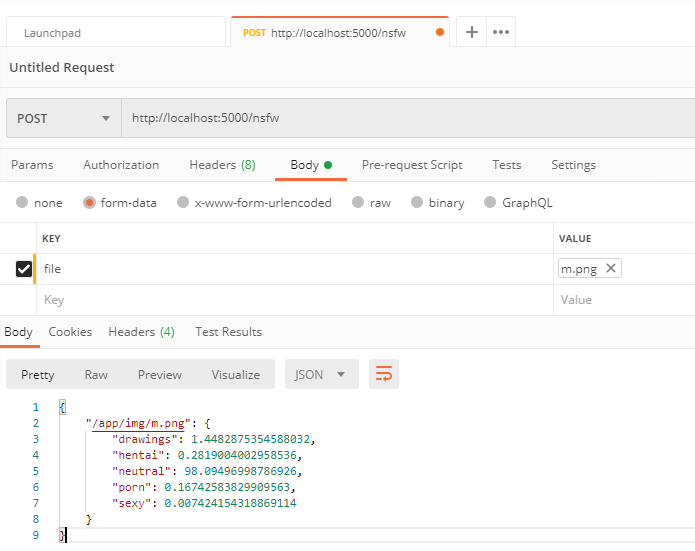 Launchpad
POST http://localhost:5000/nsfw
Untitled Request
POST http://localhost:5000/nsfw
Params Authorization Headers (8) Body Pre-request Script Tests Settings
none form-data x-www-form-urlencoded raw binary GraphQL
KEY VALUE
file m.png
Key Value
Body Cookies Headers (4) Test Results
Pretty Raw Preview Visualize JSON
1 {
2 "/app/img/m.png": {
3 "drawings": 1.4482875354588032,
4 "hentai": 0.2819004002958536,
5 "neutral": 98.09496998786926,
6 "porn": 0.16742583829909563,
7 "sexy": 0.007424154318869114
8 }
9 }